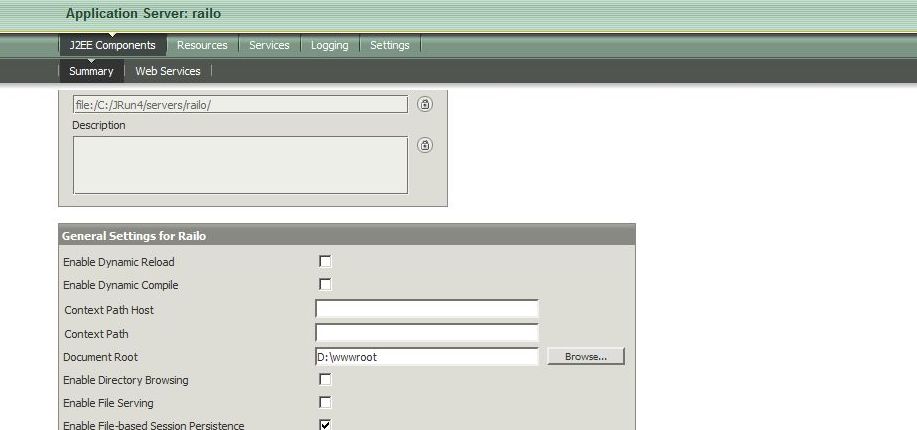 Application Server: railo
J2EE Components Resources Services Logging Settings
Summary Web Services
file:/C:/JRun4/servers/railo/
Description
General Settings for Railo
Enable Dynamic Reload
Enable Dynamic Compile
Context Path Host
Context Path
Document Root D:\wwwroot Browse...
Enable Directory Browsing
Enable File Serving
Enable File-based Session Persistence